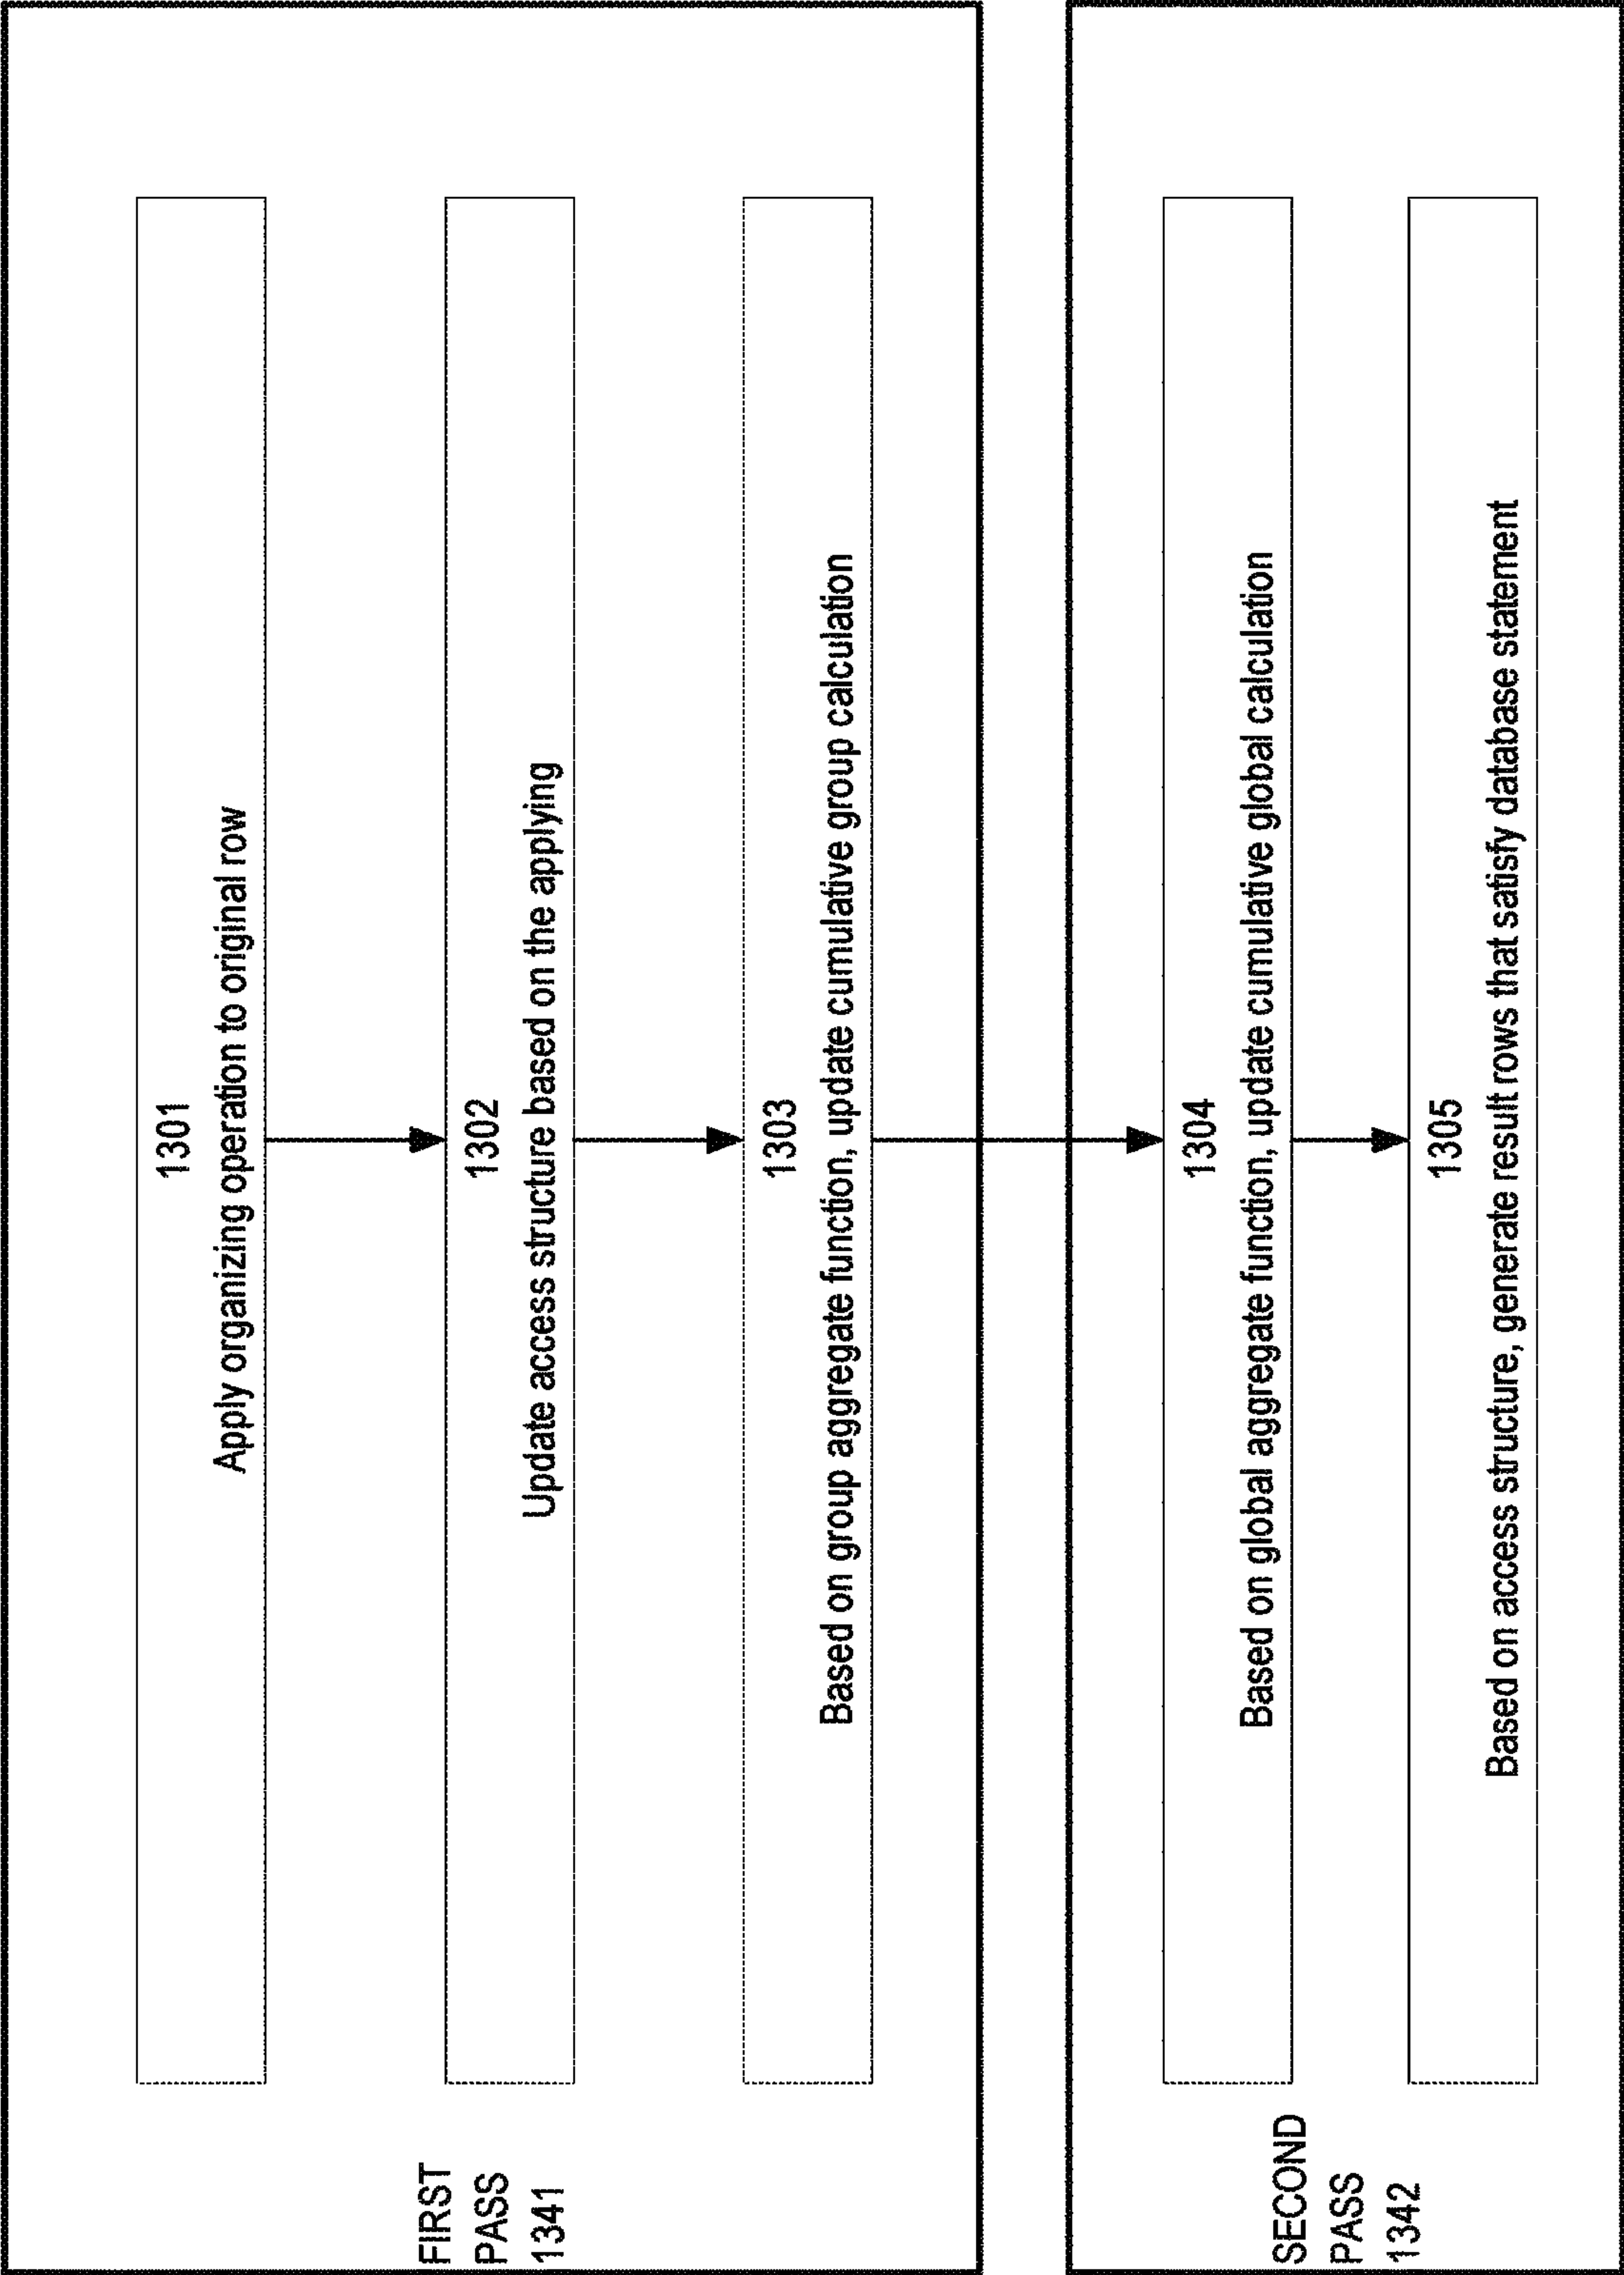 FIRST
PASS
1341
1301
Apply organizing operation to original row
1302
Update access structure based on the applying
1303
Based on group aggregate function, update cumulative group calculation
SECOND
PASS
1342
1304
Based on global aggregate function, update cumulative global calculation
1305
Based on access structure, generate result rows that satisfy database statement